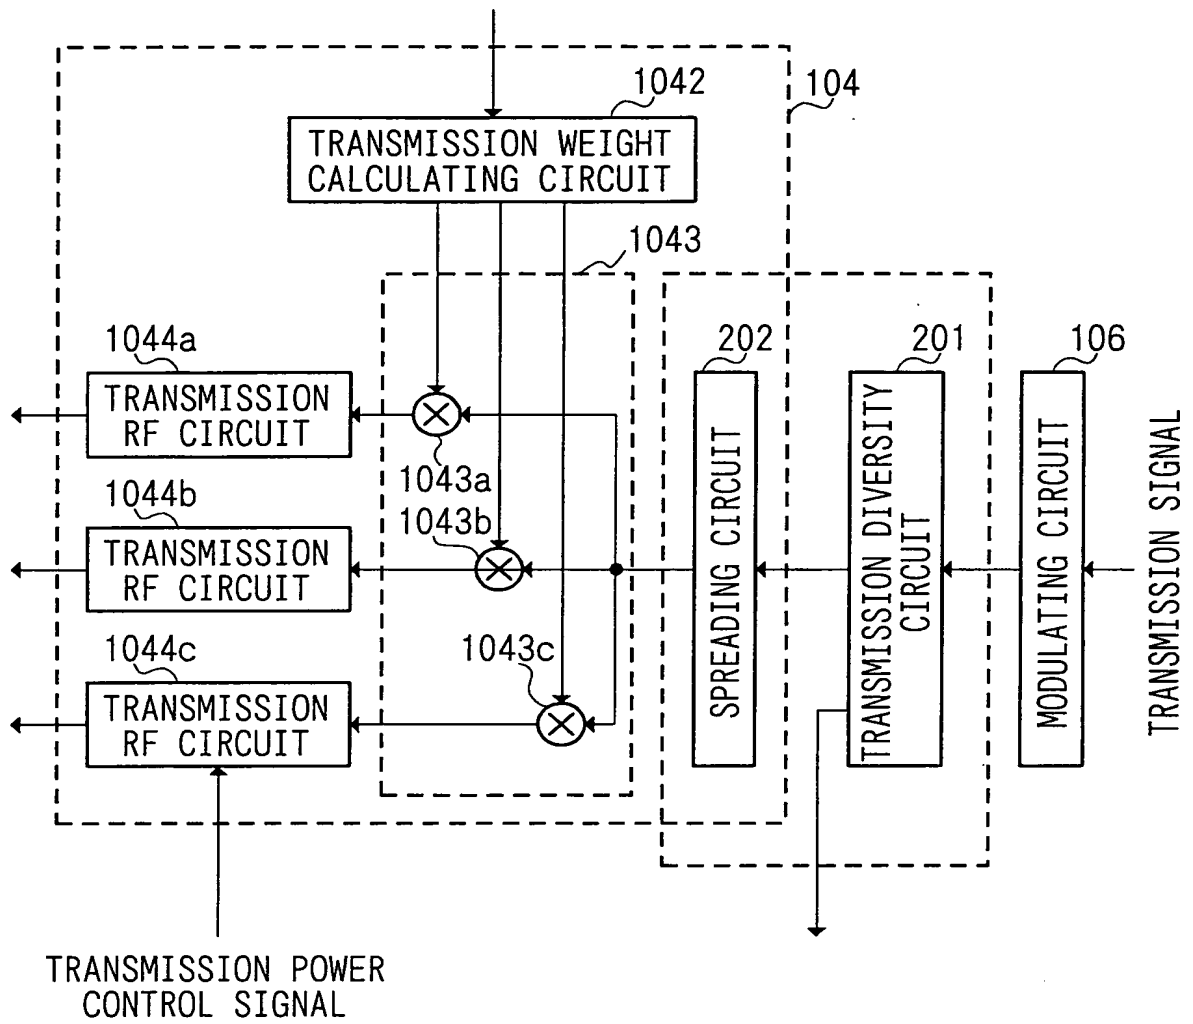 1042
104
TRANSMISSION WEIGHT
CALCULATING CIRCUIT
1043
1044a
TRANSMISSION
RF CIRCUIT
1043a
1044b
1043b
TRANSMISSION
RF CIRCUIT
1044c
1043c
TRANSMISSION
RF CIRCUIT
202
SPREADING CIRCUIT
201
TRANSMISSION DIVERSITY
CIRCUIT
106
MODULATING CIRCUIT
TRANSMISSION SIGNAL
TRANSMISSION POWER
CONTROL SIGNAL